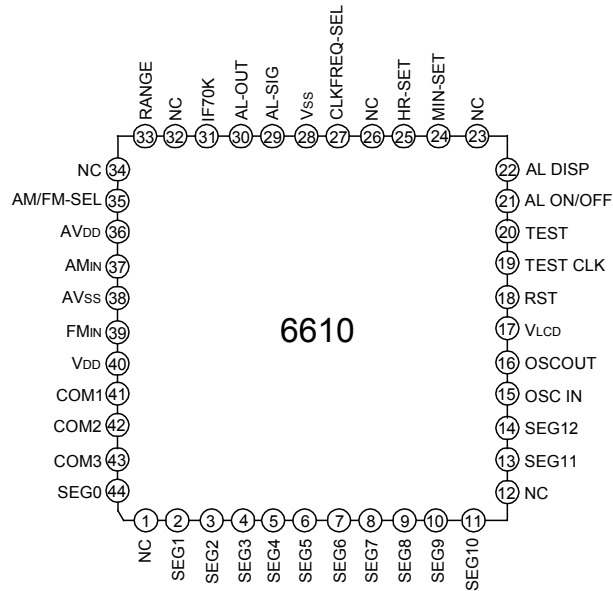 RANGE
NC
IF70K
AL-OUT
AL-SIG
VSS
CLKFREQ-SEL
NC
HR-SET
MIN-SET
NC
33 32 31 30 29 28 27 26 25 24 23
NC 34
AM/FM-SEL 35
AVDD 36
AMIN 37
AVSS 38
FMIN 39
VDD 40
COM1 41
COM2 42
COM3 43
SEG0 44
6610
22 AL DISP
21 AL ON/OFF
20 TEST
19 TEST CLK
18 RST
17 VLCD
16 OSCOUT
15 OSC IN
14 SEG12
13 SEG11
12 NC
1 2 3 4 5 6 7 8 9 10 11
NC
SEG1
SEG2
SEG3
SEG4
SEG5
SEG6
SEG7
SEG8
SEG9
SEG10